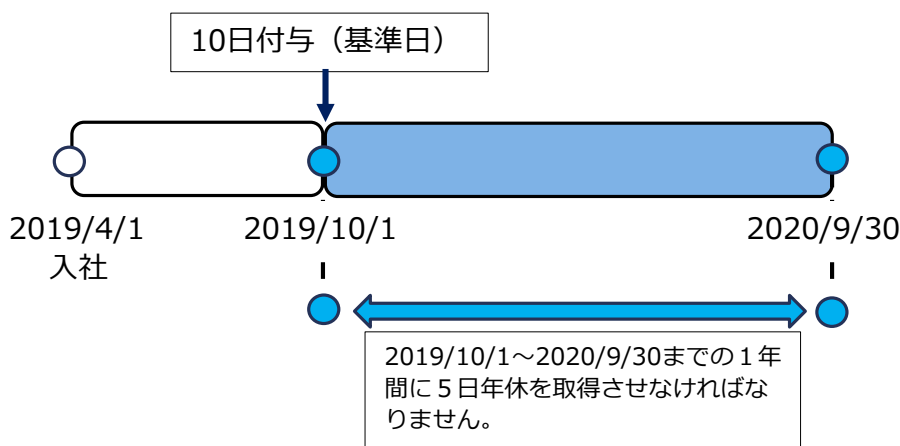 10日付与（基準日）
2019/4/1
入社
2019/10/1
2020/9/30
2019/10/1～2020/9/30までの１年
間に５日年休を取得させなければな
りません。